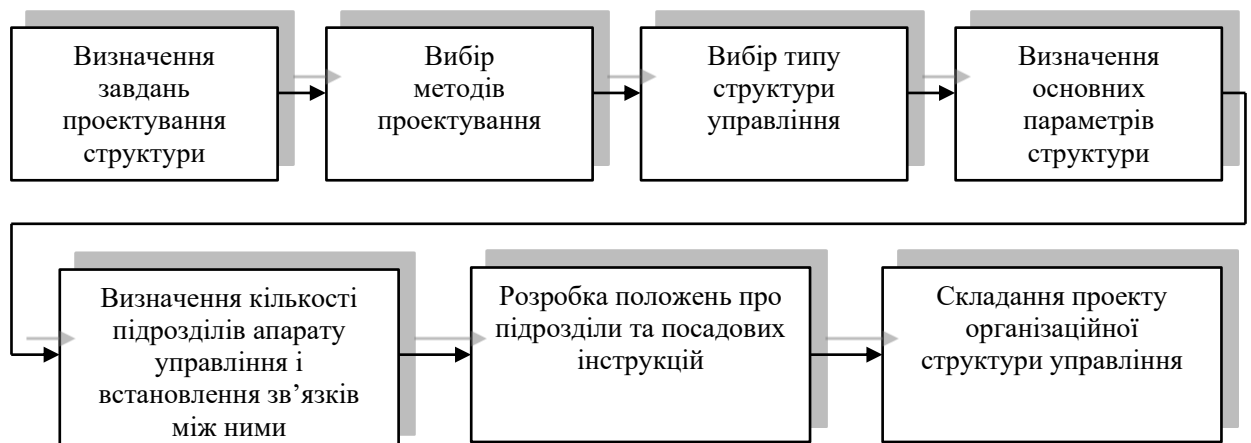 Визначення
завдань
проектування
структури
Вибір
методів
проектування
Вибір типу
структури
управління
Визначення
основних
параметрів
структури
Визначення кількості
підрозділів апарату
управління і
встановлення зв’язків
між ними
Розробка положень про
підрозділи та посадових
інструкцій
Складання проекту
організаційної
структури управління